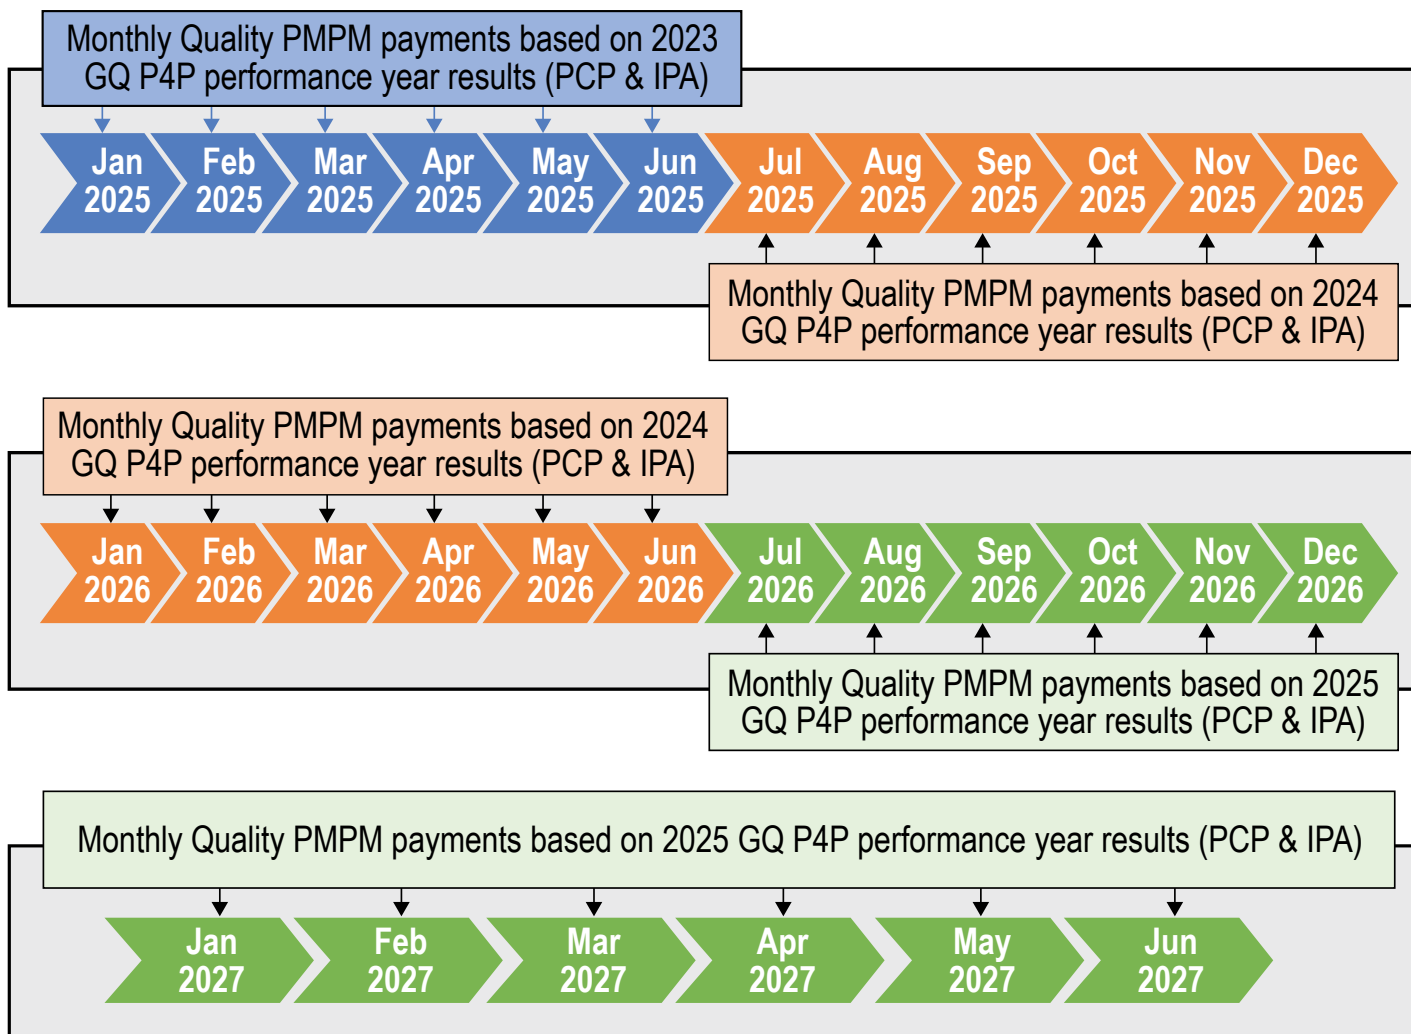 Monthly Quality PMPM payments based on 2023
GQ P4P performance year results (PCP & IPA)
Jan 2025
Feb 2025
Mar 2025
Apr 2025
May 2025
Jun 2025
Jul 2025
Aug 2025
Sep 2025
Oct 2025
Nov 2025
Dec 2025
Monthly Quality PMPM payments based on 2024
GQ P4P performance year results (PCP & IPA)
Monthly Quality PMPM payments based on 2024
GQ P4P performance year results (PCP & IPA)
Jan 2026
Feb 2026
Mar 2026
Apr 2026
May 2026
Jun 2026
Jul 2026
Aug 2026
Sep 2026
Oct 2026
Nov 2026
Dec 2026
Monthly Quality PMPM payments based on 2025
GQ P4P performance year results (PCP & IPA)
Monthly Quality PMPM payments based on 2025 GQ P4P performance year results (PCP & IPA)
Jan 2027
Feb 2027
Mar 2027
Apr 2027
May 2027
Jun 2027